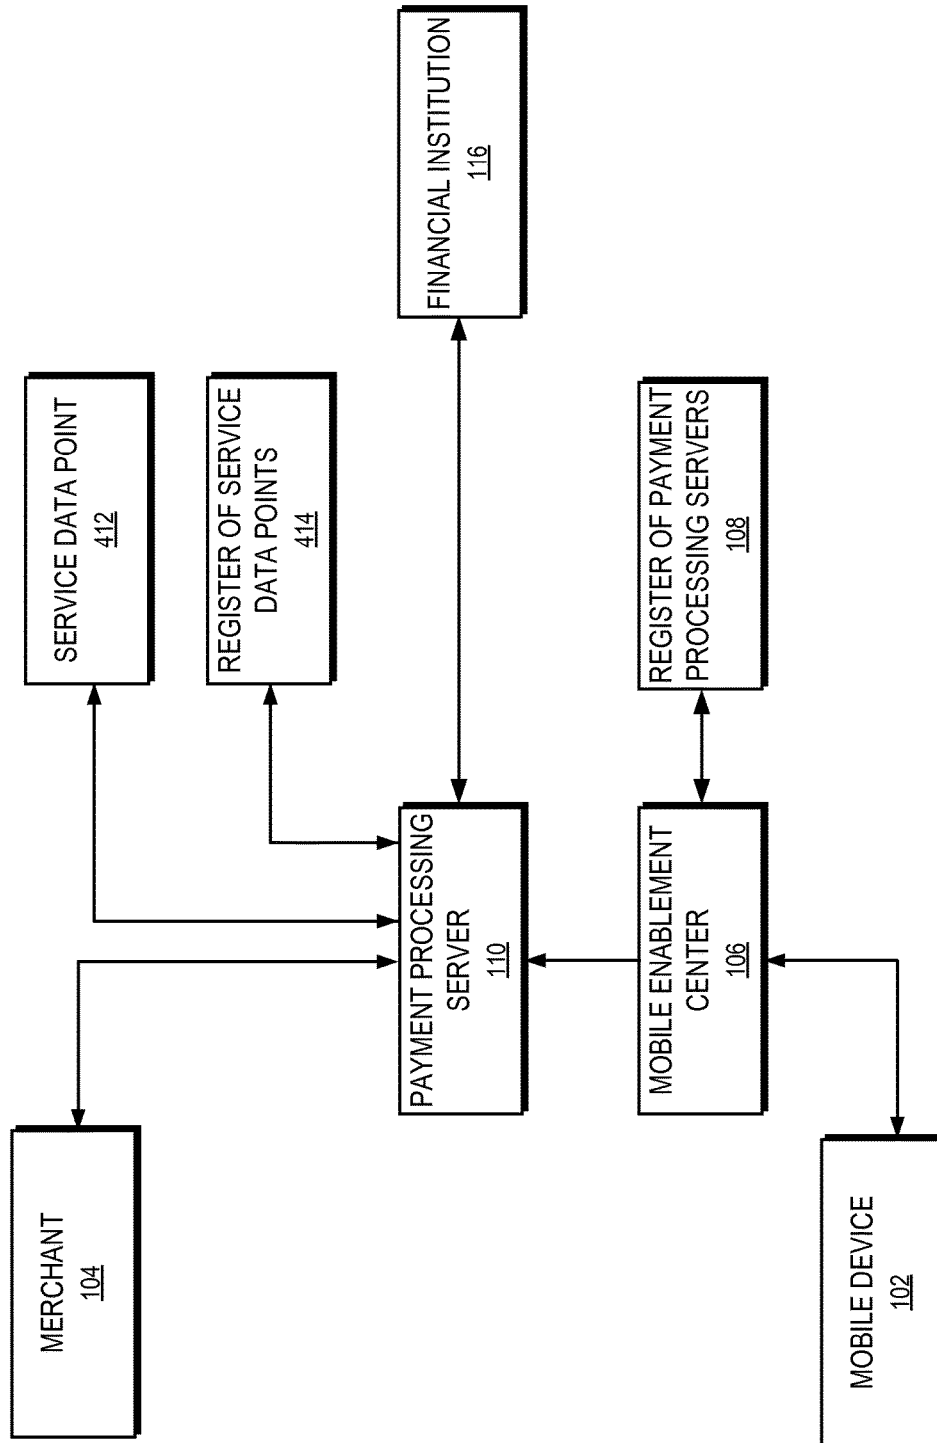 MERCHANT
104
SERVICE DATA POINT
412
REGISTER OF SERVICE
DATA POINTS
414
PAYMENT PROCESSING
SERVER
110
FINANCIAL INSTITUTION
116
MOBILE ENABLEMENT
CENTER
106
REGISTER OF PAYMENT
PROCESSING SERVERS
108
MOBILE DEVICE
102